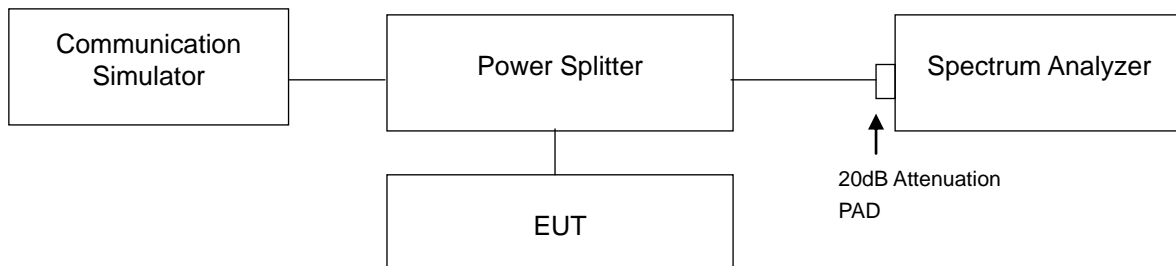 Communication
Simulator
Power Splitter
Spectrum Analyzer
20dB Attenuation
PAD
EUT